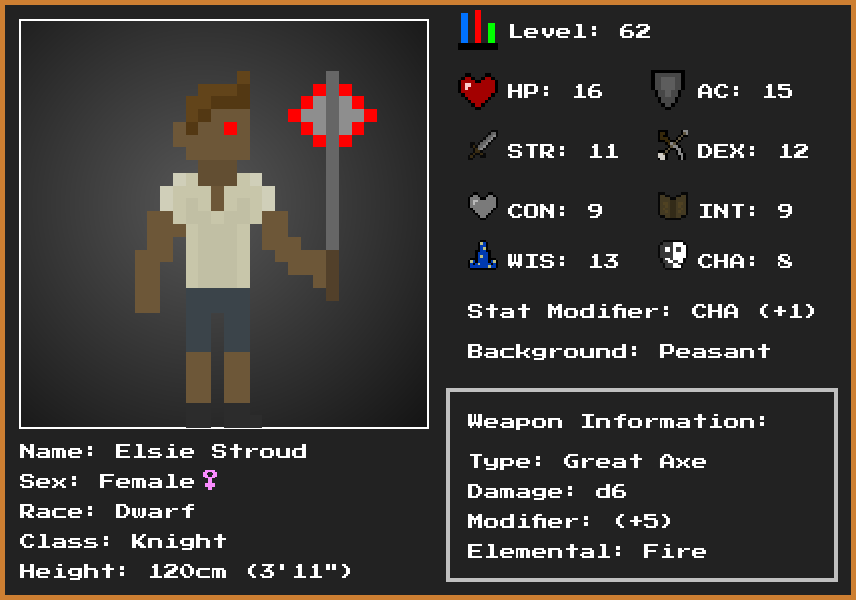 Level: 62
HP: 16
AC: 15
STR: 11
DEX: 12
CON: 9
INT: 9
WIS: 13
CHA: 8
Stat Modifier: CHA (+1)
Background: Peasant
Weapon Information:
Type: Great Axe
Damage: d6
Modifier: (+5)
Elemental: Fire
Name: Elsie Stroud
Sex: Female♀
Race: Dwarf
Class: Knight
Height: 120cm (3'11")